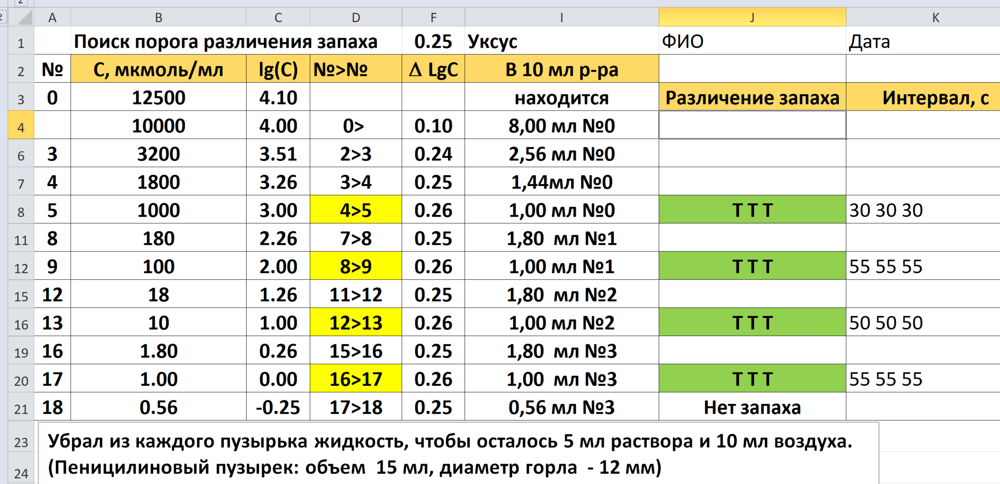 2
2
A B C D F I J K
1 Поиск порога различения запаха 0.25 Уксус ФИО Дата
2 № С, мкмоль/мл lg(C) №>№ Δ LgC В 10 мл р-ра
3 0 12500 4.10 находится Различение запаха Интервал, с
4 10000 4.00 0> 0.10 8,00 мл №0
6 3 3200 3.51 2>3 0.24 2,56 мл №0
7 4 1800 3.26 3>4 0.25 1,44мл №0
8 5 1000 3.00 4>5 0.26 1,00 мл №0 Т Т Т 30 30 30
11 8 180 2.26 7>8 0.25 1,80 мл №1
12 9 100 2.00 8>9 0.26 1,00 мл №1 Т Т Т 55 55 55
15 12 18 1.26 11>12 0.25 1,80 мл №2
16 13 10 1.00 12>13 0.26 1,00 мл №2 Т Т Т 50 50 50
19 16 1.80 0.26 15>16 0.25 1,80 мл №3
20 17 1.00 0.00 16>17 0.26 1,00 мл №3 Т Т Т 55 55 55
21 18 0.56 -0.25 17>18 0.25 0,56 мл №3 Нет запаха
23 Убрал из каждого пузырька жидкость, чтобы осталось 5 мл раствора и 10 мл воздуха.
24 (Пеницилиновый пузырек: объем 15 мл, диаметр горла - 12 мм)